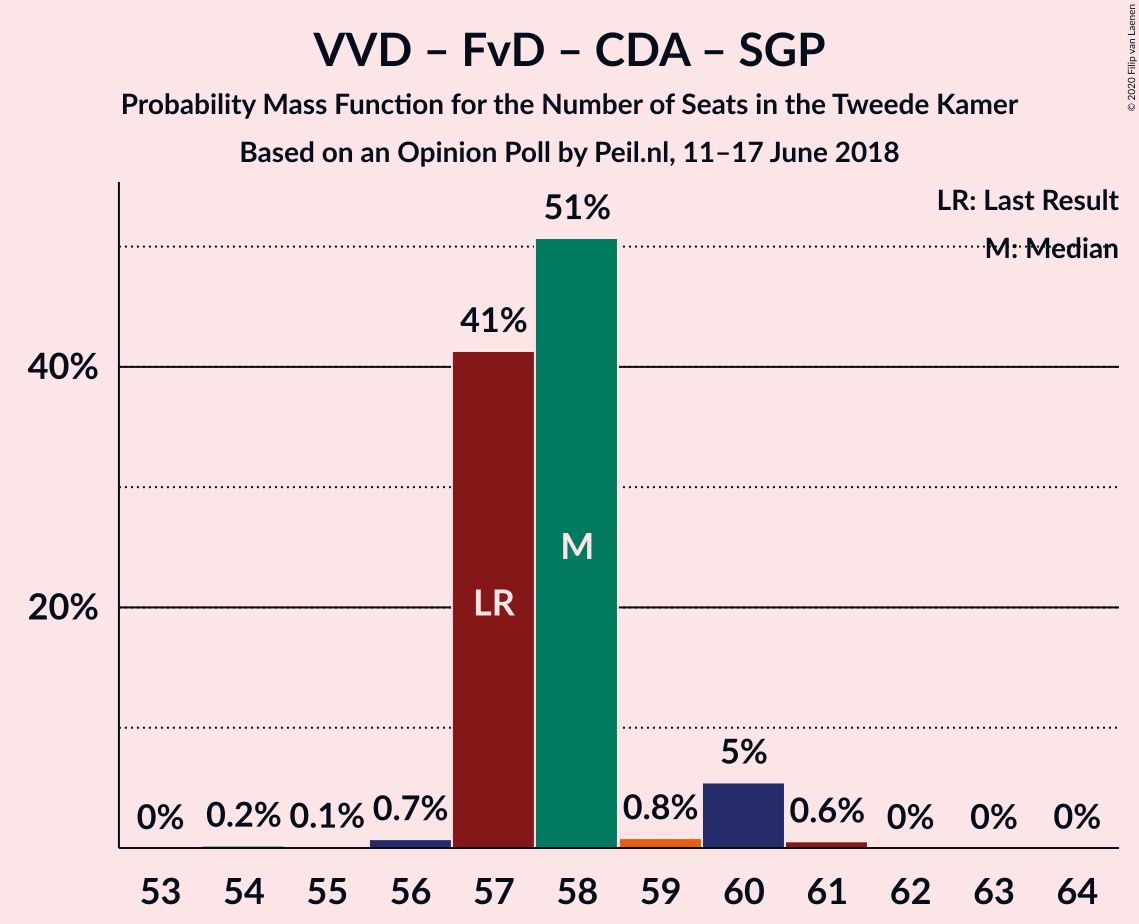 VVD – FvD – CDA – SGP
Probability Mass Function for the Number of Seats in the Tweede Kamer
Based on an Opinion Poll by Peil.nl, 11–17 June 2018
© 2020 Filip van Laenen
LR: Last Result
M: Median
40%
20%
0%
0.2%
0.1%
0.7%
41%
51%
0.8%
5%
0.6%
0%
0%
0%
LR
M
53 54 55 56 57 58 59 60 61 62 63 64